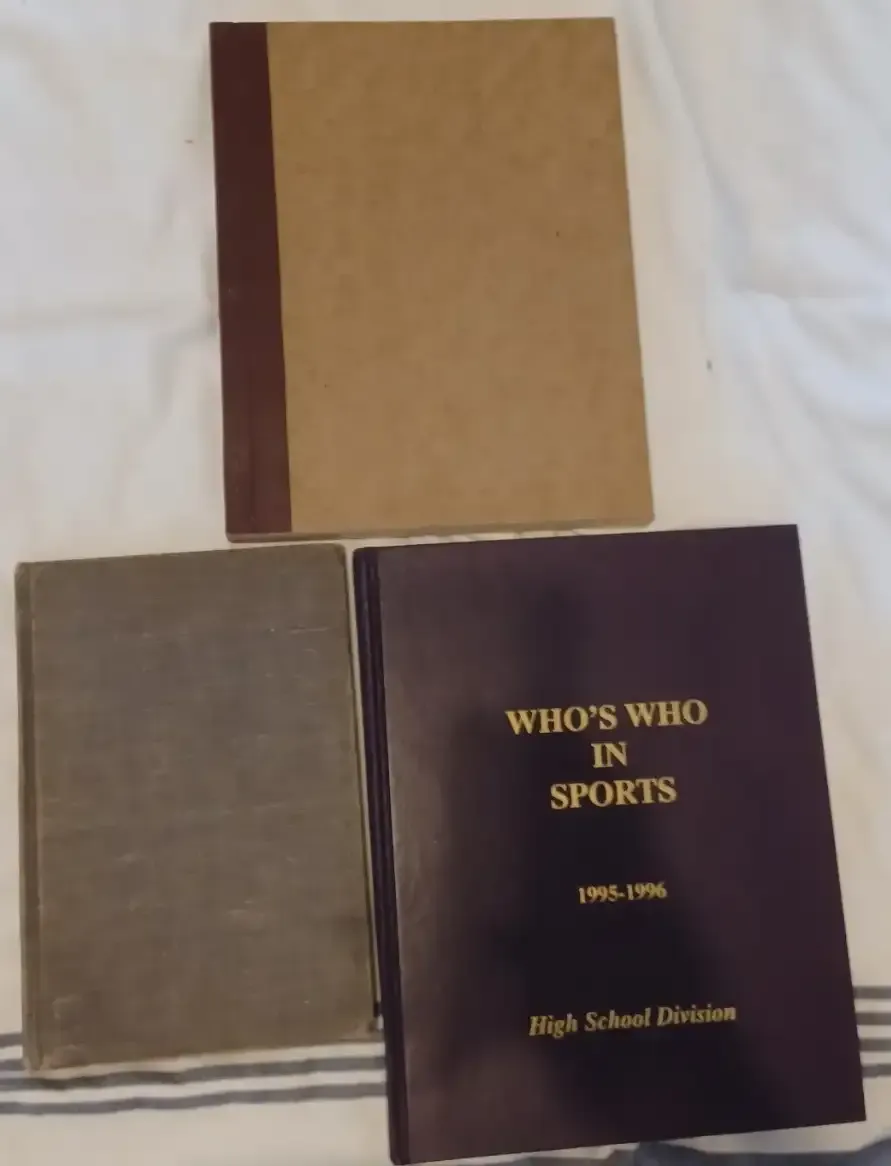 WHO'S WHO
IN
SPORTS
1995-1996
High School Division